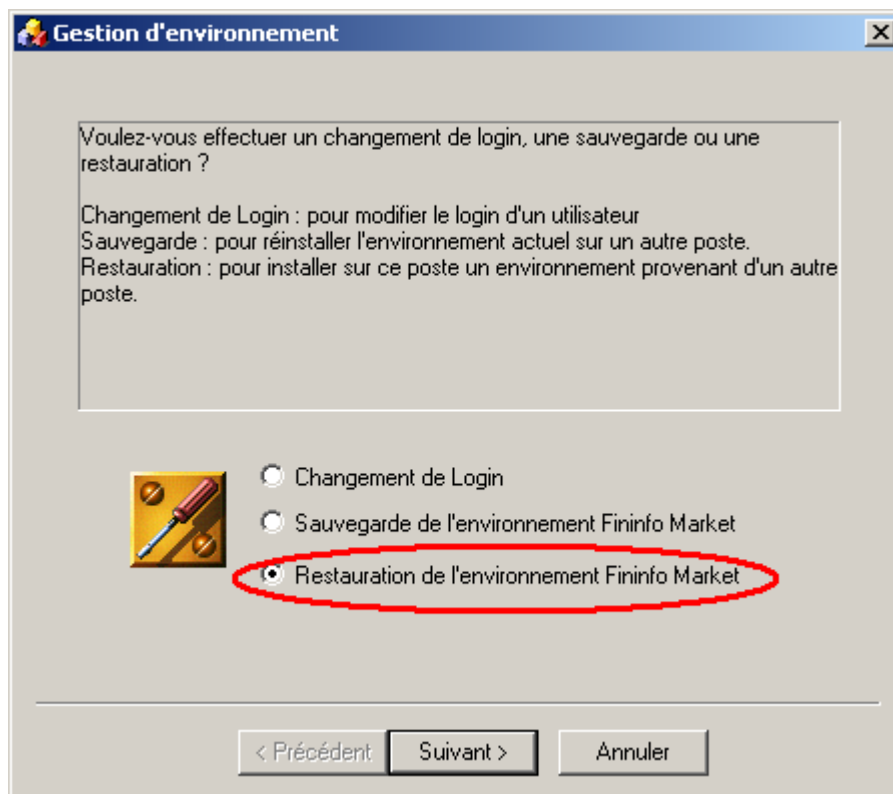 Gestion d'environnement
Voulez-vous effectuer un changement de login, une sauvegarde ou une
restauration ?
Changement de Login : pour modifier le login d'un utilisateur
Sauvegarde : pour réinstaller l'environnement actuel sur un autre poste.
Restauration : pour installer sur ce poste un environnement provenant d'un autre
poste.
Changement de Login
Sauvegarde de l'environnement Fininfo Market
Restauration de l'environnement Fininfo Market
< Précédent
Suivant >
Annuler